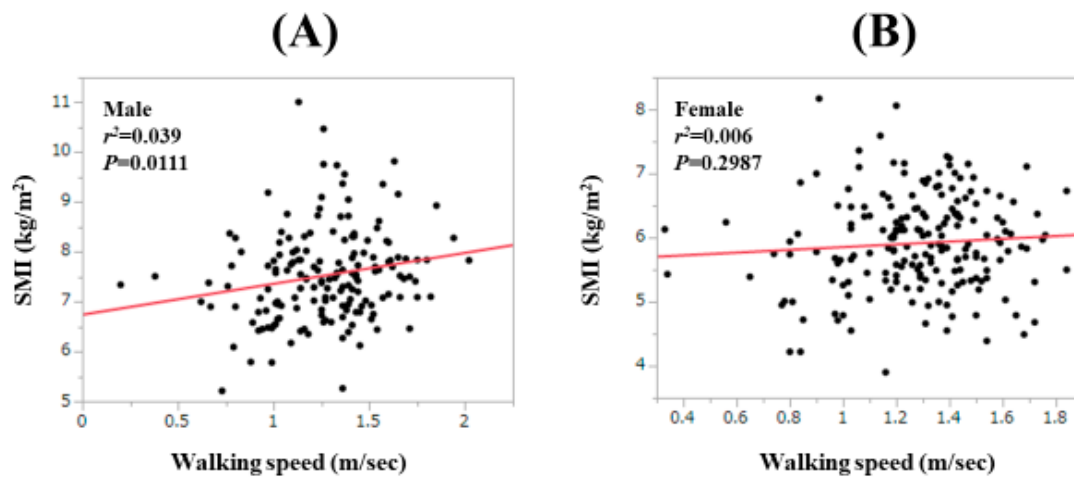 (A)
Male
r²=0.039
P=0.0111
11
10
9
8
7
6
5
0
0.5
1
1.5
2
SMI (kg/m²)
Walking speed (m/sec)
(B)
Female
r²=0.006
P=0.2987
8
6
4
0.4
0.6
0.8
1
1.2
1.4
1.6
1.8
SMI (kg/m²)
Walking speed (m/sec)